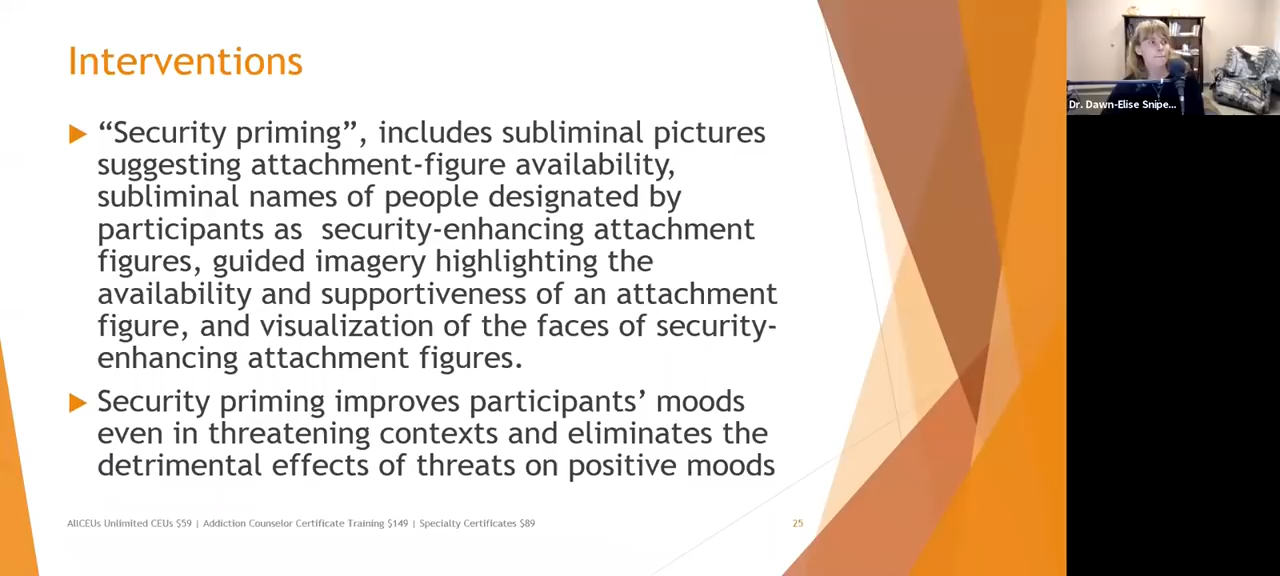 Interventions
“Security priming”, includes subliminal pictures
suggesting attachment-figure availability,
subliminal names of people designated by
participants as  security-enhancing attachment
figures, guided imagery highlighting the
availability and supportiveness of an attachment
figure, and visualization of the faces of security-
enhancing attachment figures.
Security priming improves participants’ moods
even in threatening contexts and eliminates the
detrimental effects of threats on positive moods
AllCEUs Unlimited CEUs $59 | Addiction Counselor Certificate Training $149 | Specialty Certificates $89
25
Dr. Dawn-Elise Snipe...